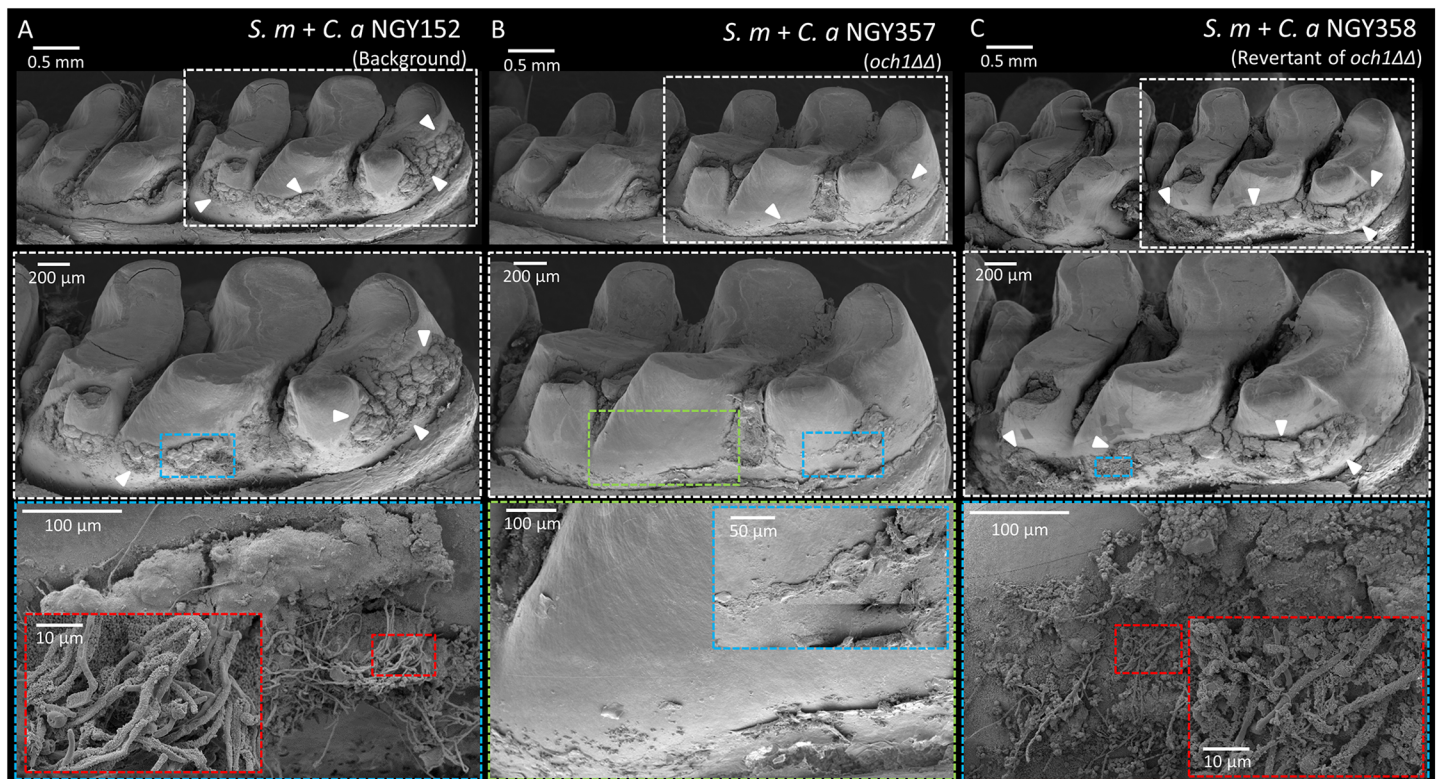 A
S. m + C. a NGY152
(Background)
0.5 mm
B
S. m + C. a NGY357
(och1ΔΔ)
0.5 mm
C
S. m + C. a NGY358
(Revertant of och1ΔΔ)
0.5 mm
200 µm
200 µm
200 µm
100 µm
10 µm
100 µm
50 µm
100 µm
10 µm